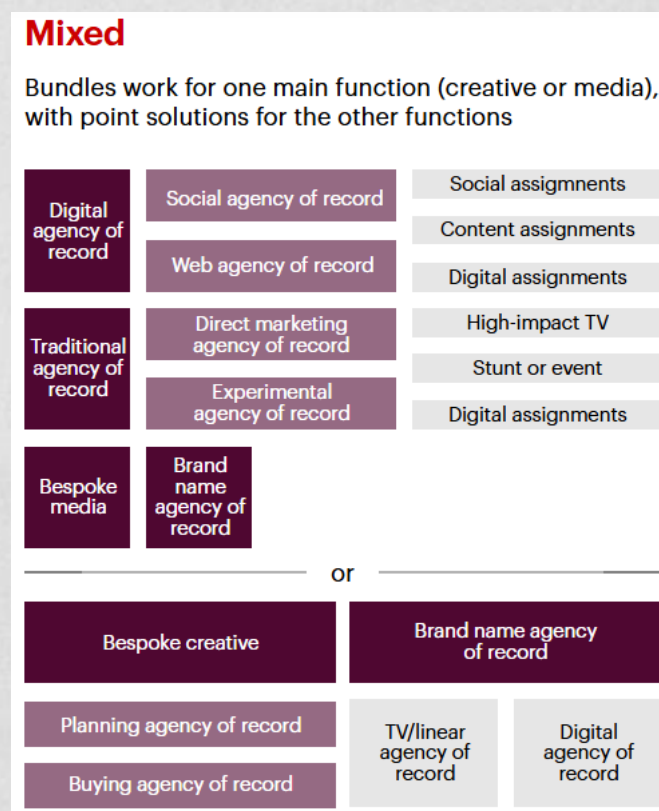 Mixed
Bundles work for one main function (creative or media),
with point solutions for the other functions
Digital
agency of
record
Social agency of record
Web agency of record
Social assigmnents
Content assignments
Digital assignments
Traditional
agency of
record
Direct marketing
agency of record
Experimental
agency of record
High-impact TV
Stunt or event
Digital assignments
Bespoke
media
Brand
name
agency of
record
or
Bespoke creative
Brand name agency
of record
Planning agency of record
Buying agency of record
TV/linear
agency of
record
Digital
agency of
record